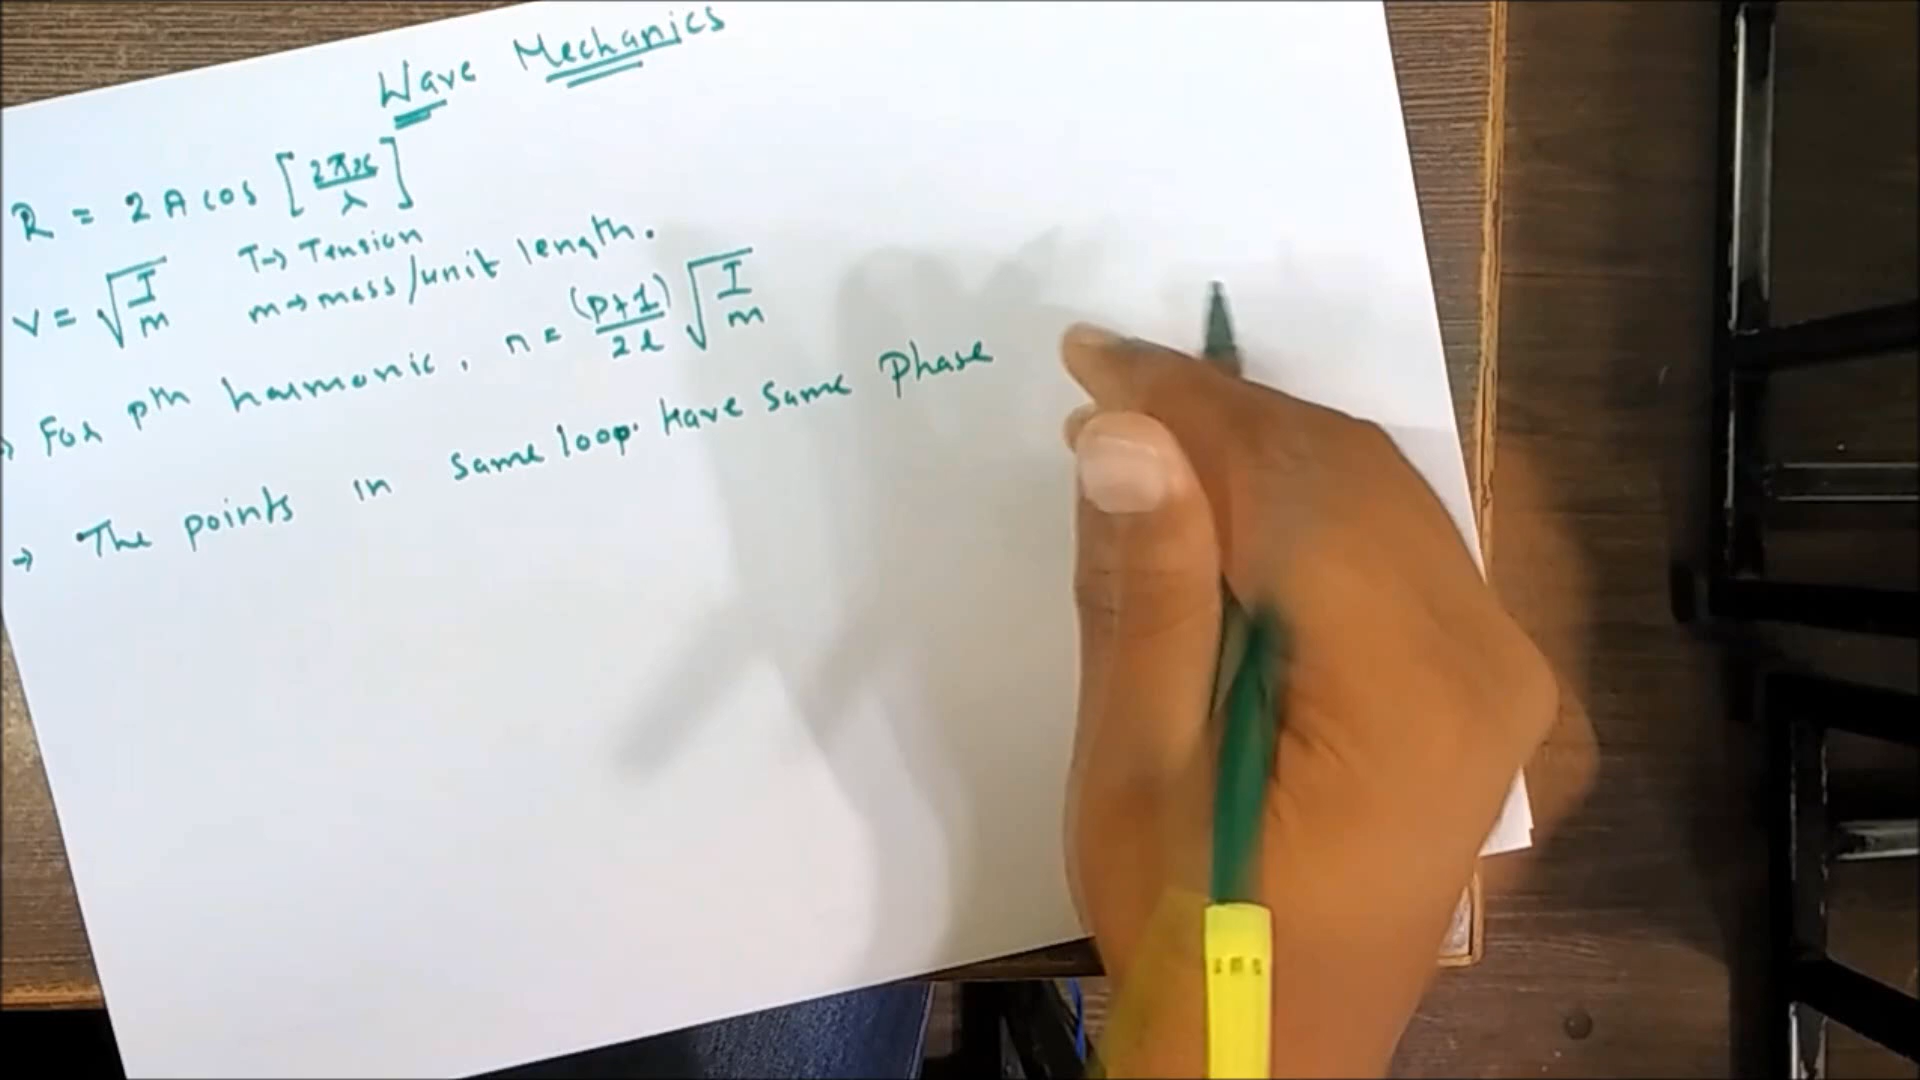 Wave Mechanics
R = 2 A cos [2πx/λ]
V = √(T/m) T→ Tension
m→ mass/unit length.
→ For pth harmonic, n = (p+1)/2l √(T/m)
→ The points in same loop. have same phase